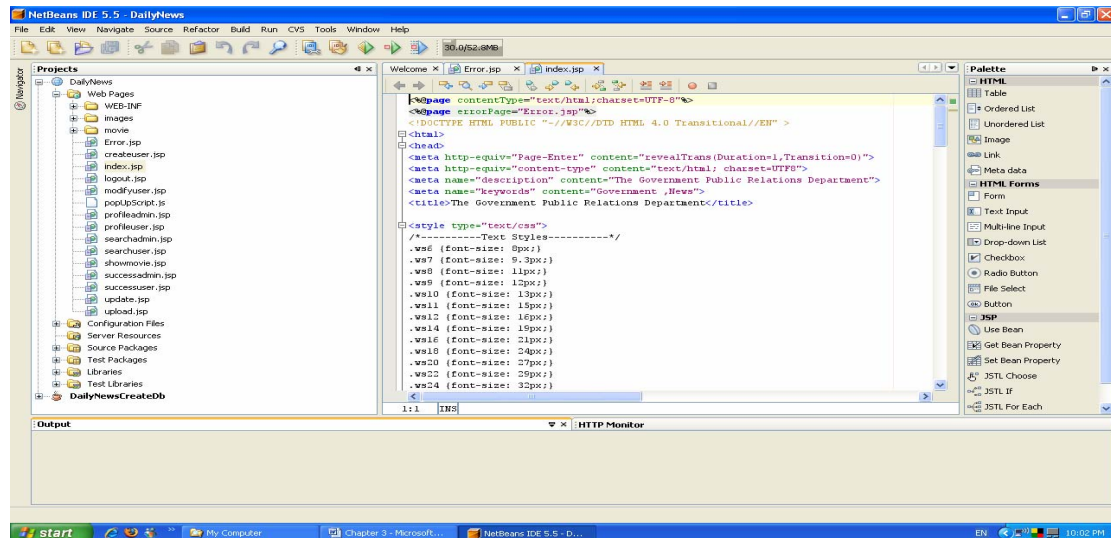 NetBeans IDE 5.5 - DailyNews
File Edit View Navigate Source Refactor Build Run CVS Tools Window Help
30.0/52.8MB
Navigator
Projects
DailyNews
Web Pages
WEB-INF
images
movie
Error.jsp
createuser.jsp
index.jsp
logout.jsp
modifyuser.jsp
popUpScript.js
profileadmin.jsp
profileuser.jsp
searchadmin.jsp
searchuser.jsp
showmovie.jsp
successadmin.jsp
successuser.jsp
update.jsp
upload.jsp
Configuration Files
Server Resources
Source Packages
Test Packages
Libraries
Test Libraries
DailyNewsCreateDb
Welcome Error.jsp index.jsp
<%@page contentType="text/html;charset=UTF-8"%>
<%@page errorPage="Error.jsp"%>
<!DOCTYPE HTML PUBLIC "-//W3C//DTD HTML 4.0 Transitional//EN" >
<html>
<head>
<meta http-equiv="Page-Enter" content="revealTrans(Duration=1,Transition=0)">
<meta http-equiv="content-type" content="text/html; charset=UTF8">
<meta name="description" content="The Government Public Relations Department">
<meta name="keywords" content="Government ,News">
<title>The Government Public Relations Department</title>
<style type="text/css">
/*----------Text Styles----------*/
.ws6 {font-size: 8px;}
.ws7 {font-size: 9.3px;}
.ws8 {font-size: 11px;}
.ws9 {font-size: 12px;}
.ws10 {font-size: 13px;}
.ws11 {font-size: 15px;}
.ws12 {font-size: 16px;}
.ws14 {font-size: 19px;}
.ws16 {font-size: 21px;}
.ws18 {font-size: 24px;}
.ws20 {font-size: 27px;}
.ws22 {font-size: 29px;}
.ws24 {font-size: 32px;}
1:1 INS
Palette
HTML
Table
Ordered List
Unordered List
Image
Link
Meta data
HTML Forms
Form
Text Input
Multi-line Input
Drop-down List
Checkbox
Radio Button
File Select
Button
JSP
Use Bean
Get Bean Property
Set Bean Property
JSTL Choose
JSTL If
JSTL For Each
Output
HTTP Monitor
start
My Computer
Chapter 3 - Microsoft...
NetBeans IDE 5.5 - D...
EN
10:02 PM